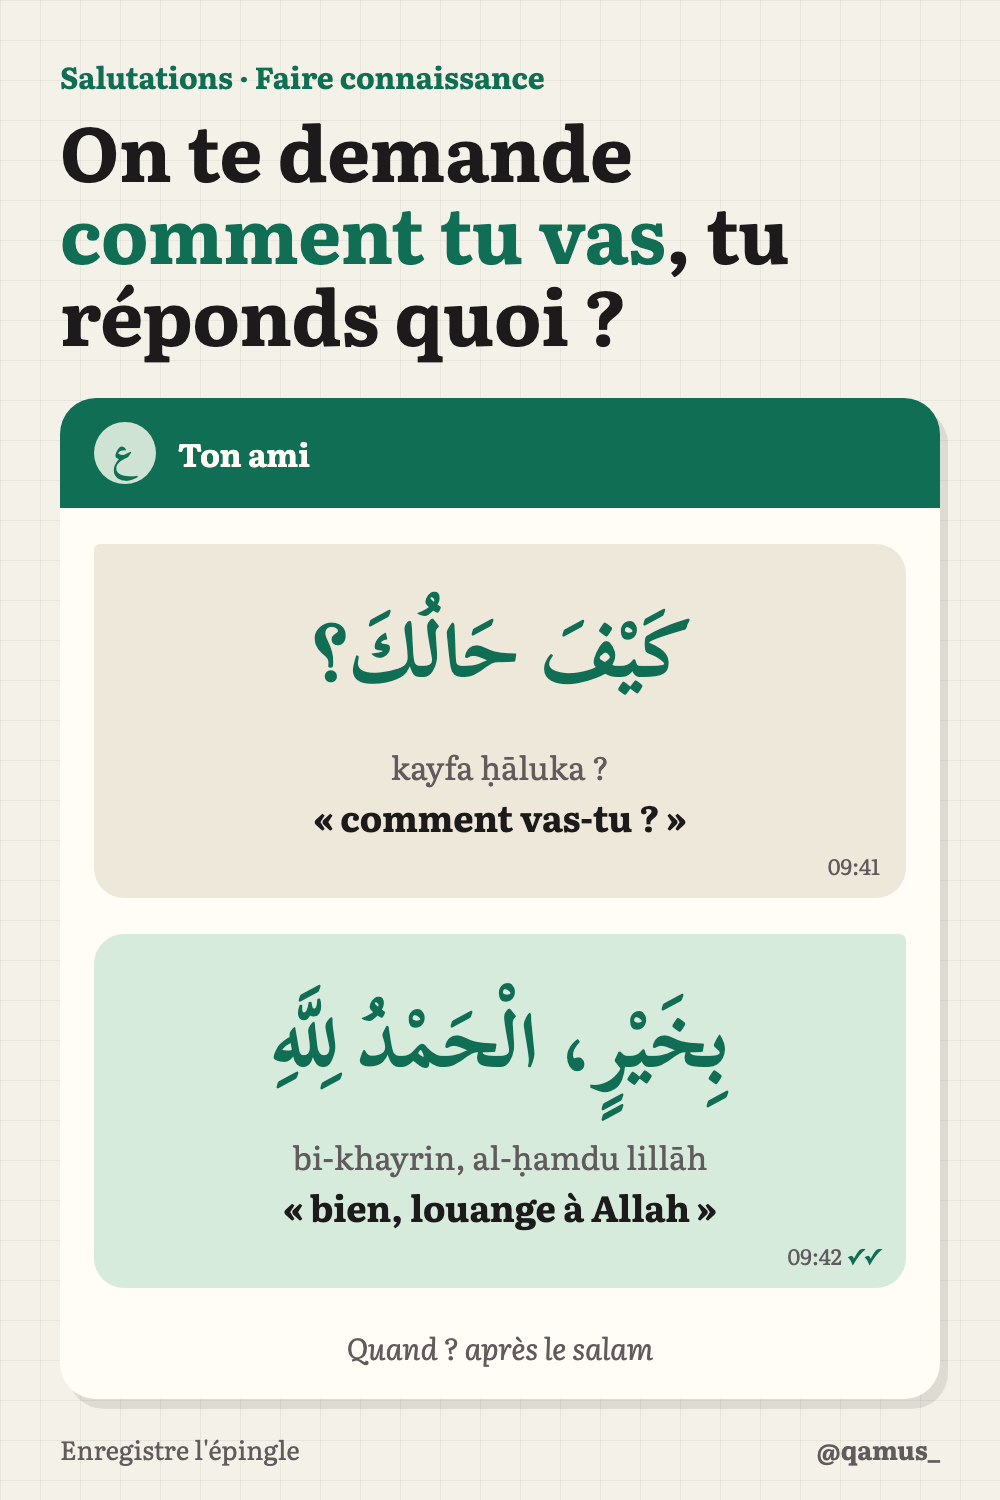 Salutations · Faire connaissance
On te demande
comment tu vas, tu
réponds quoi ?
ع
Ton ami
كَيْفَ حَالُكَ؟
kayfa ḥāluka ?
« comment vas-tu ? »
09:41
بِخَيْرٍ، الْحَمْدُ لِلَّهِ
bi-khayrin, al-ḥamdu lillāh
« bien, louange à Allah »
09:42 ✓✓
Quand ? après le salam
Enregistre l'épingle
@qamus_